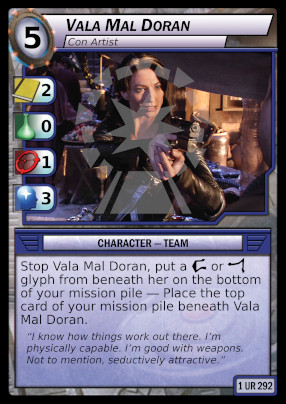 5
VALA MAL DORAN
Con Artist
2
0
1
3
CHARACTER – TEAM
Stop Vala Mal Doran, put a or
glyph from beneath her on the bottom
of your mission pile — Place the top
card of your mission pile beneath Vala
Mal Doran.
"I know how things work out there. I'm
physically capable. I'm good with weapons.
Not to mention, seductively attractive."
1 UR 292